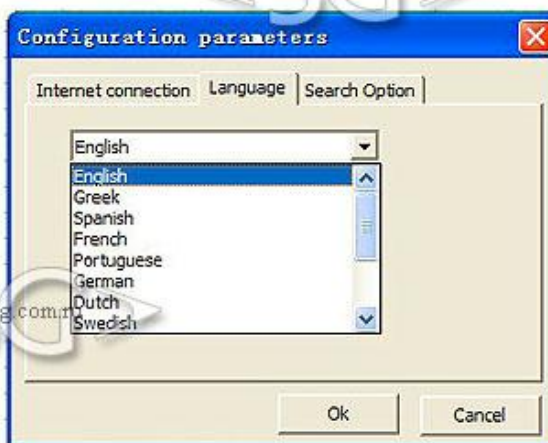 Configuration parameters
Internet connection Language Search Option
English
English
Greek
Spanish
French
Portuguese
German
Dutch
Swedish
Ok Cancel